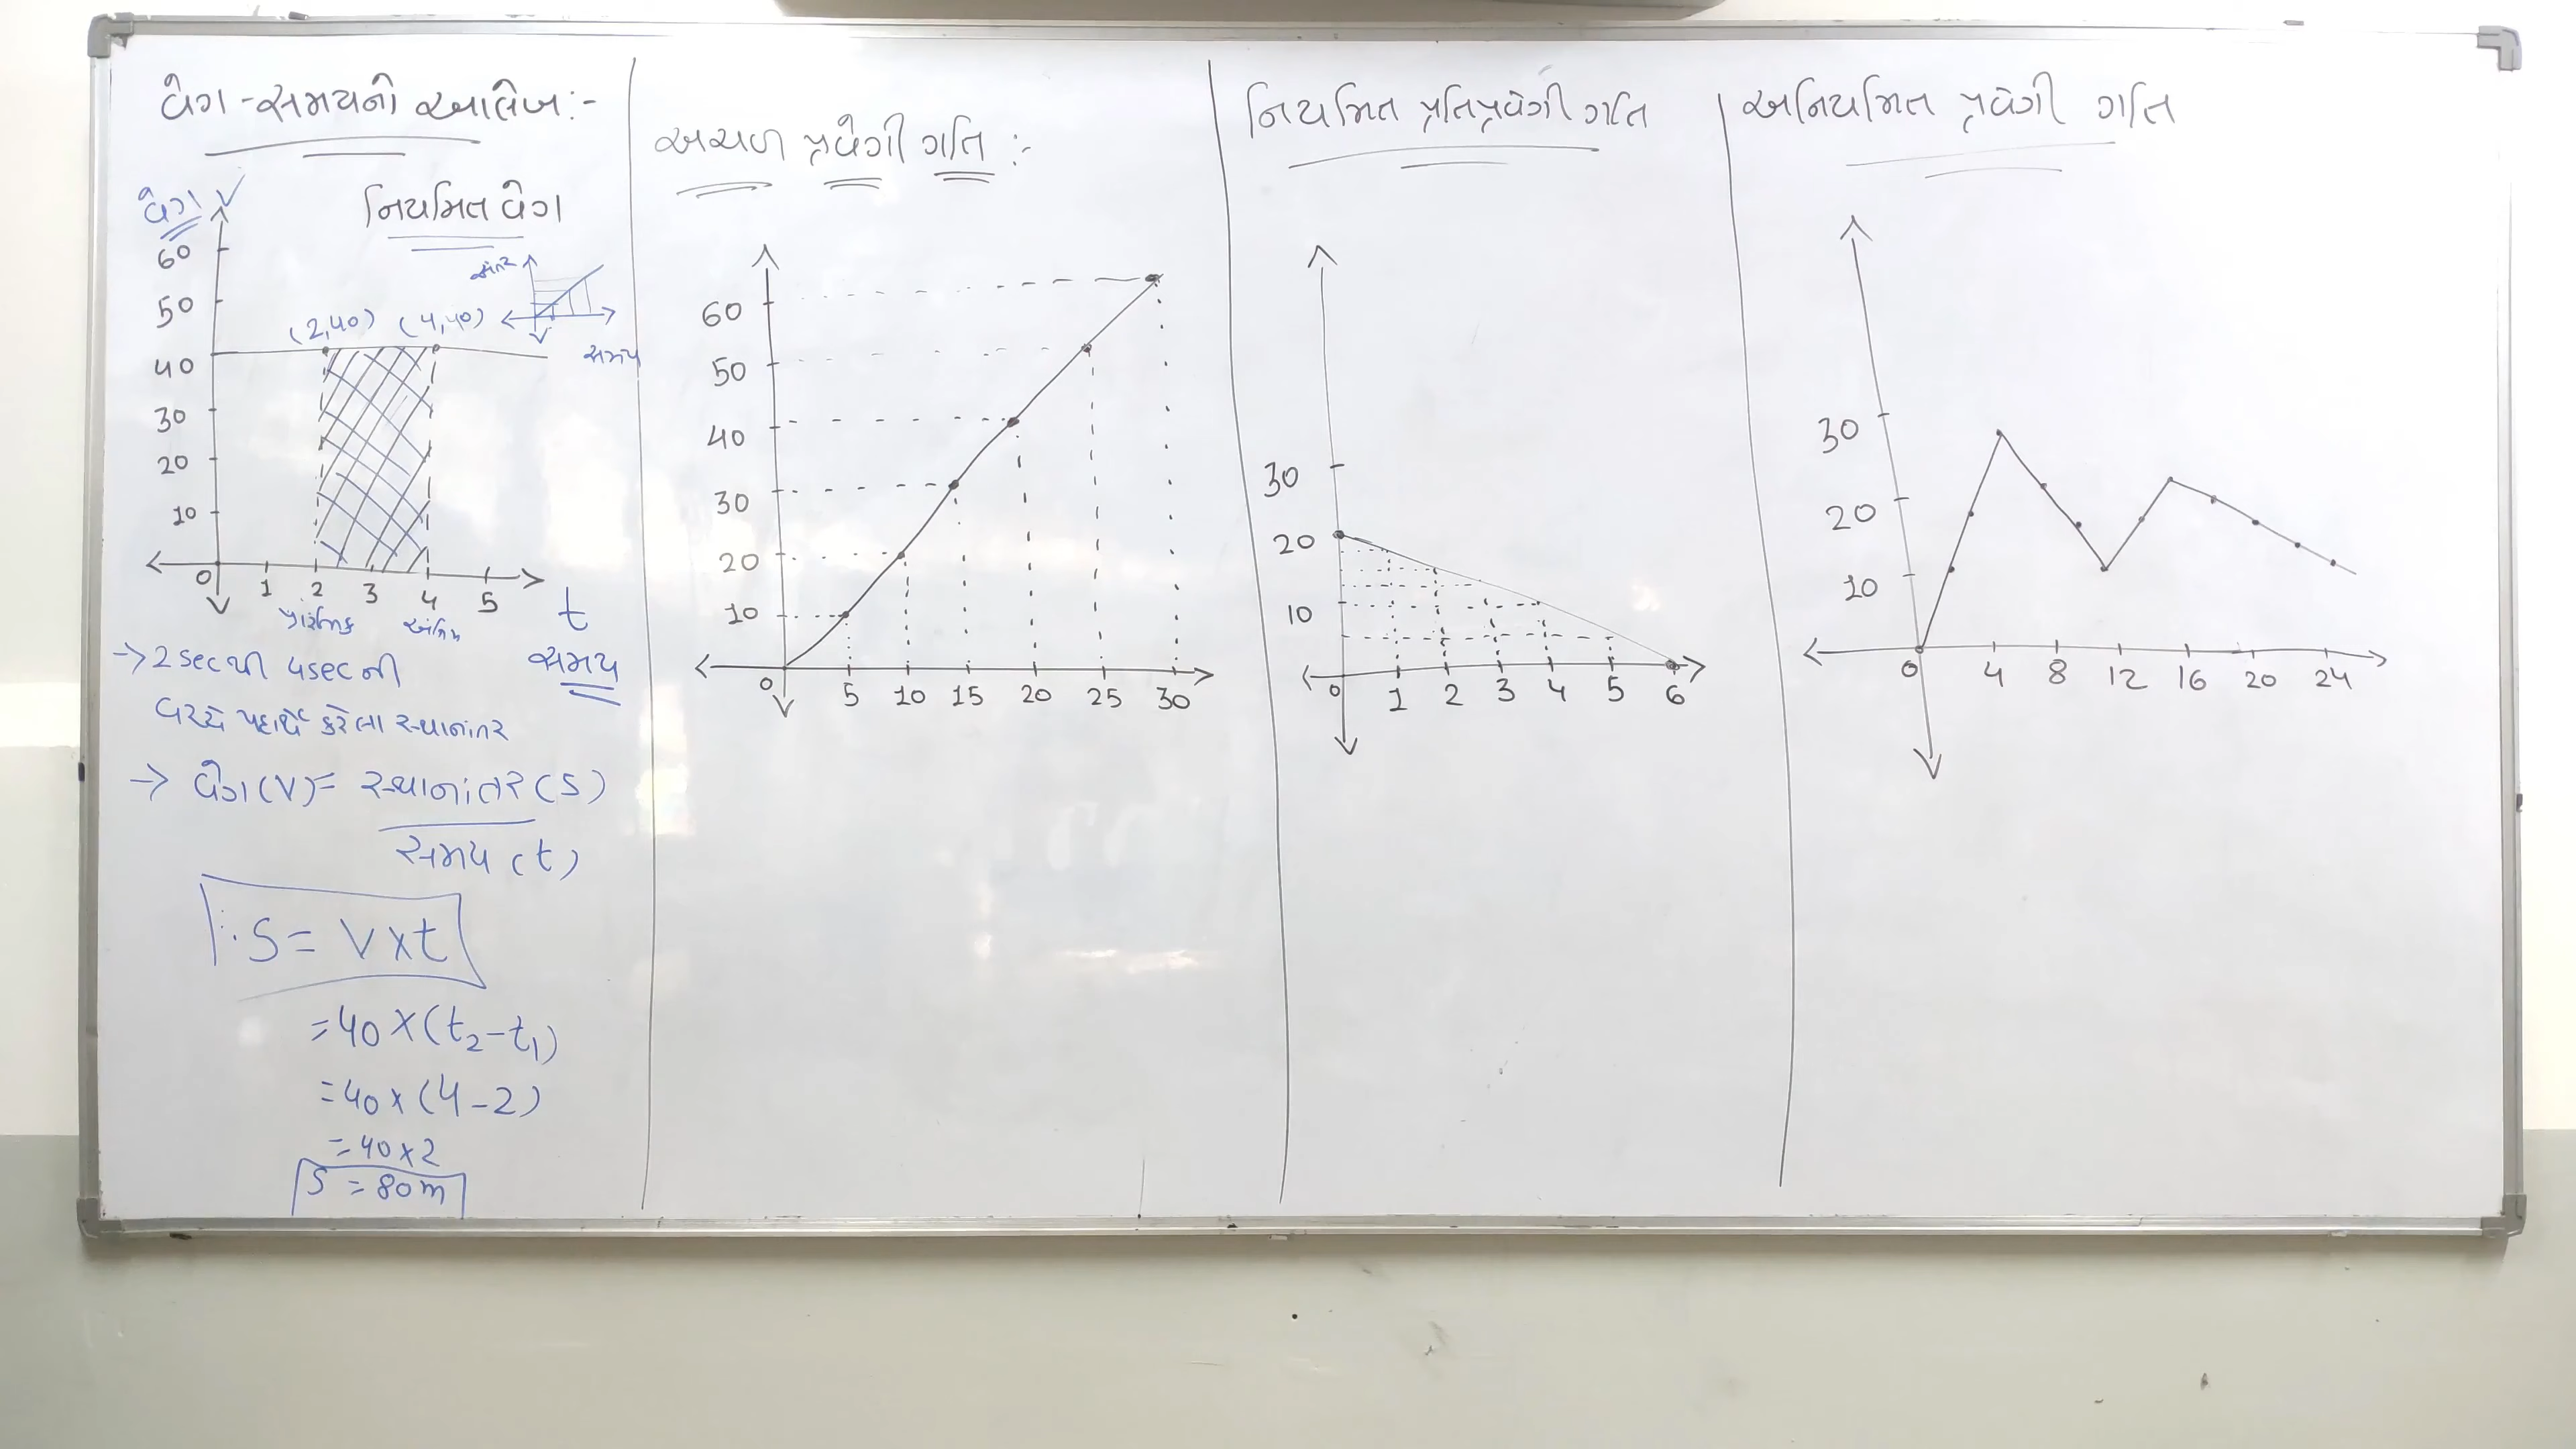 વેગ-સમયનો આલેખ:-
વેગ V
નિયમિત વેગ
60
50
40
30
20
10
અંતર
સમય
(2,40) (4,40)
0 1 2 3 4 5
t
પ્રારંભિક અંતિમ
સમય
→ 2 sec થી 4sec ની
વચ્ચે પદાર્થે કરેલા સ્થાનાંતર
→ વેગ (V) = સ્થાનાંતર (S)
સમય (t)
∴ S = V x t
= 40 x (t₂-t₁)
= 40 x (4-2)
= 40 x 2
S = 80m
અચળ પ્રવેગી ગતિ :-
60
50
40
30
20
10
0 5 10 15 20 25 30
નિયમિત પ્રતિપ્રવેગી ગતિ
30
20
10
0 1 2 3 4 5 6
અનિયમિત પ્રવેગી ગતિ
30
20
10
0 4 8 12 16 20 24